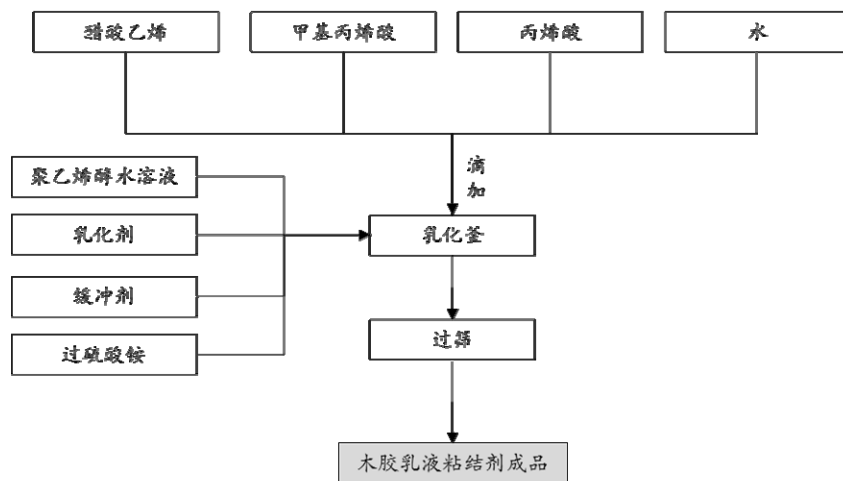 醋酸乙烯
甲基丙烯酸
丙烯酸
水
滴
加
聚乙烯醇水溶液
乳化剂
缓冲剂
过硫酸铵
乳化釜
过筛
木胶乳液粘结剂成品